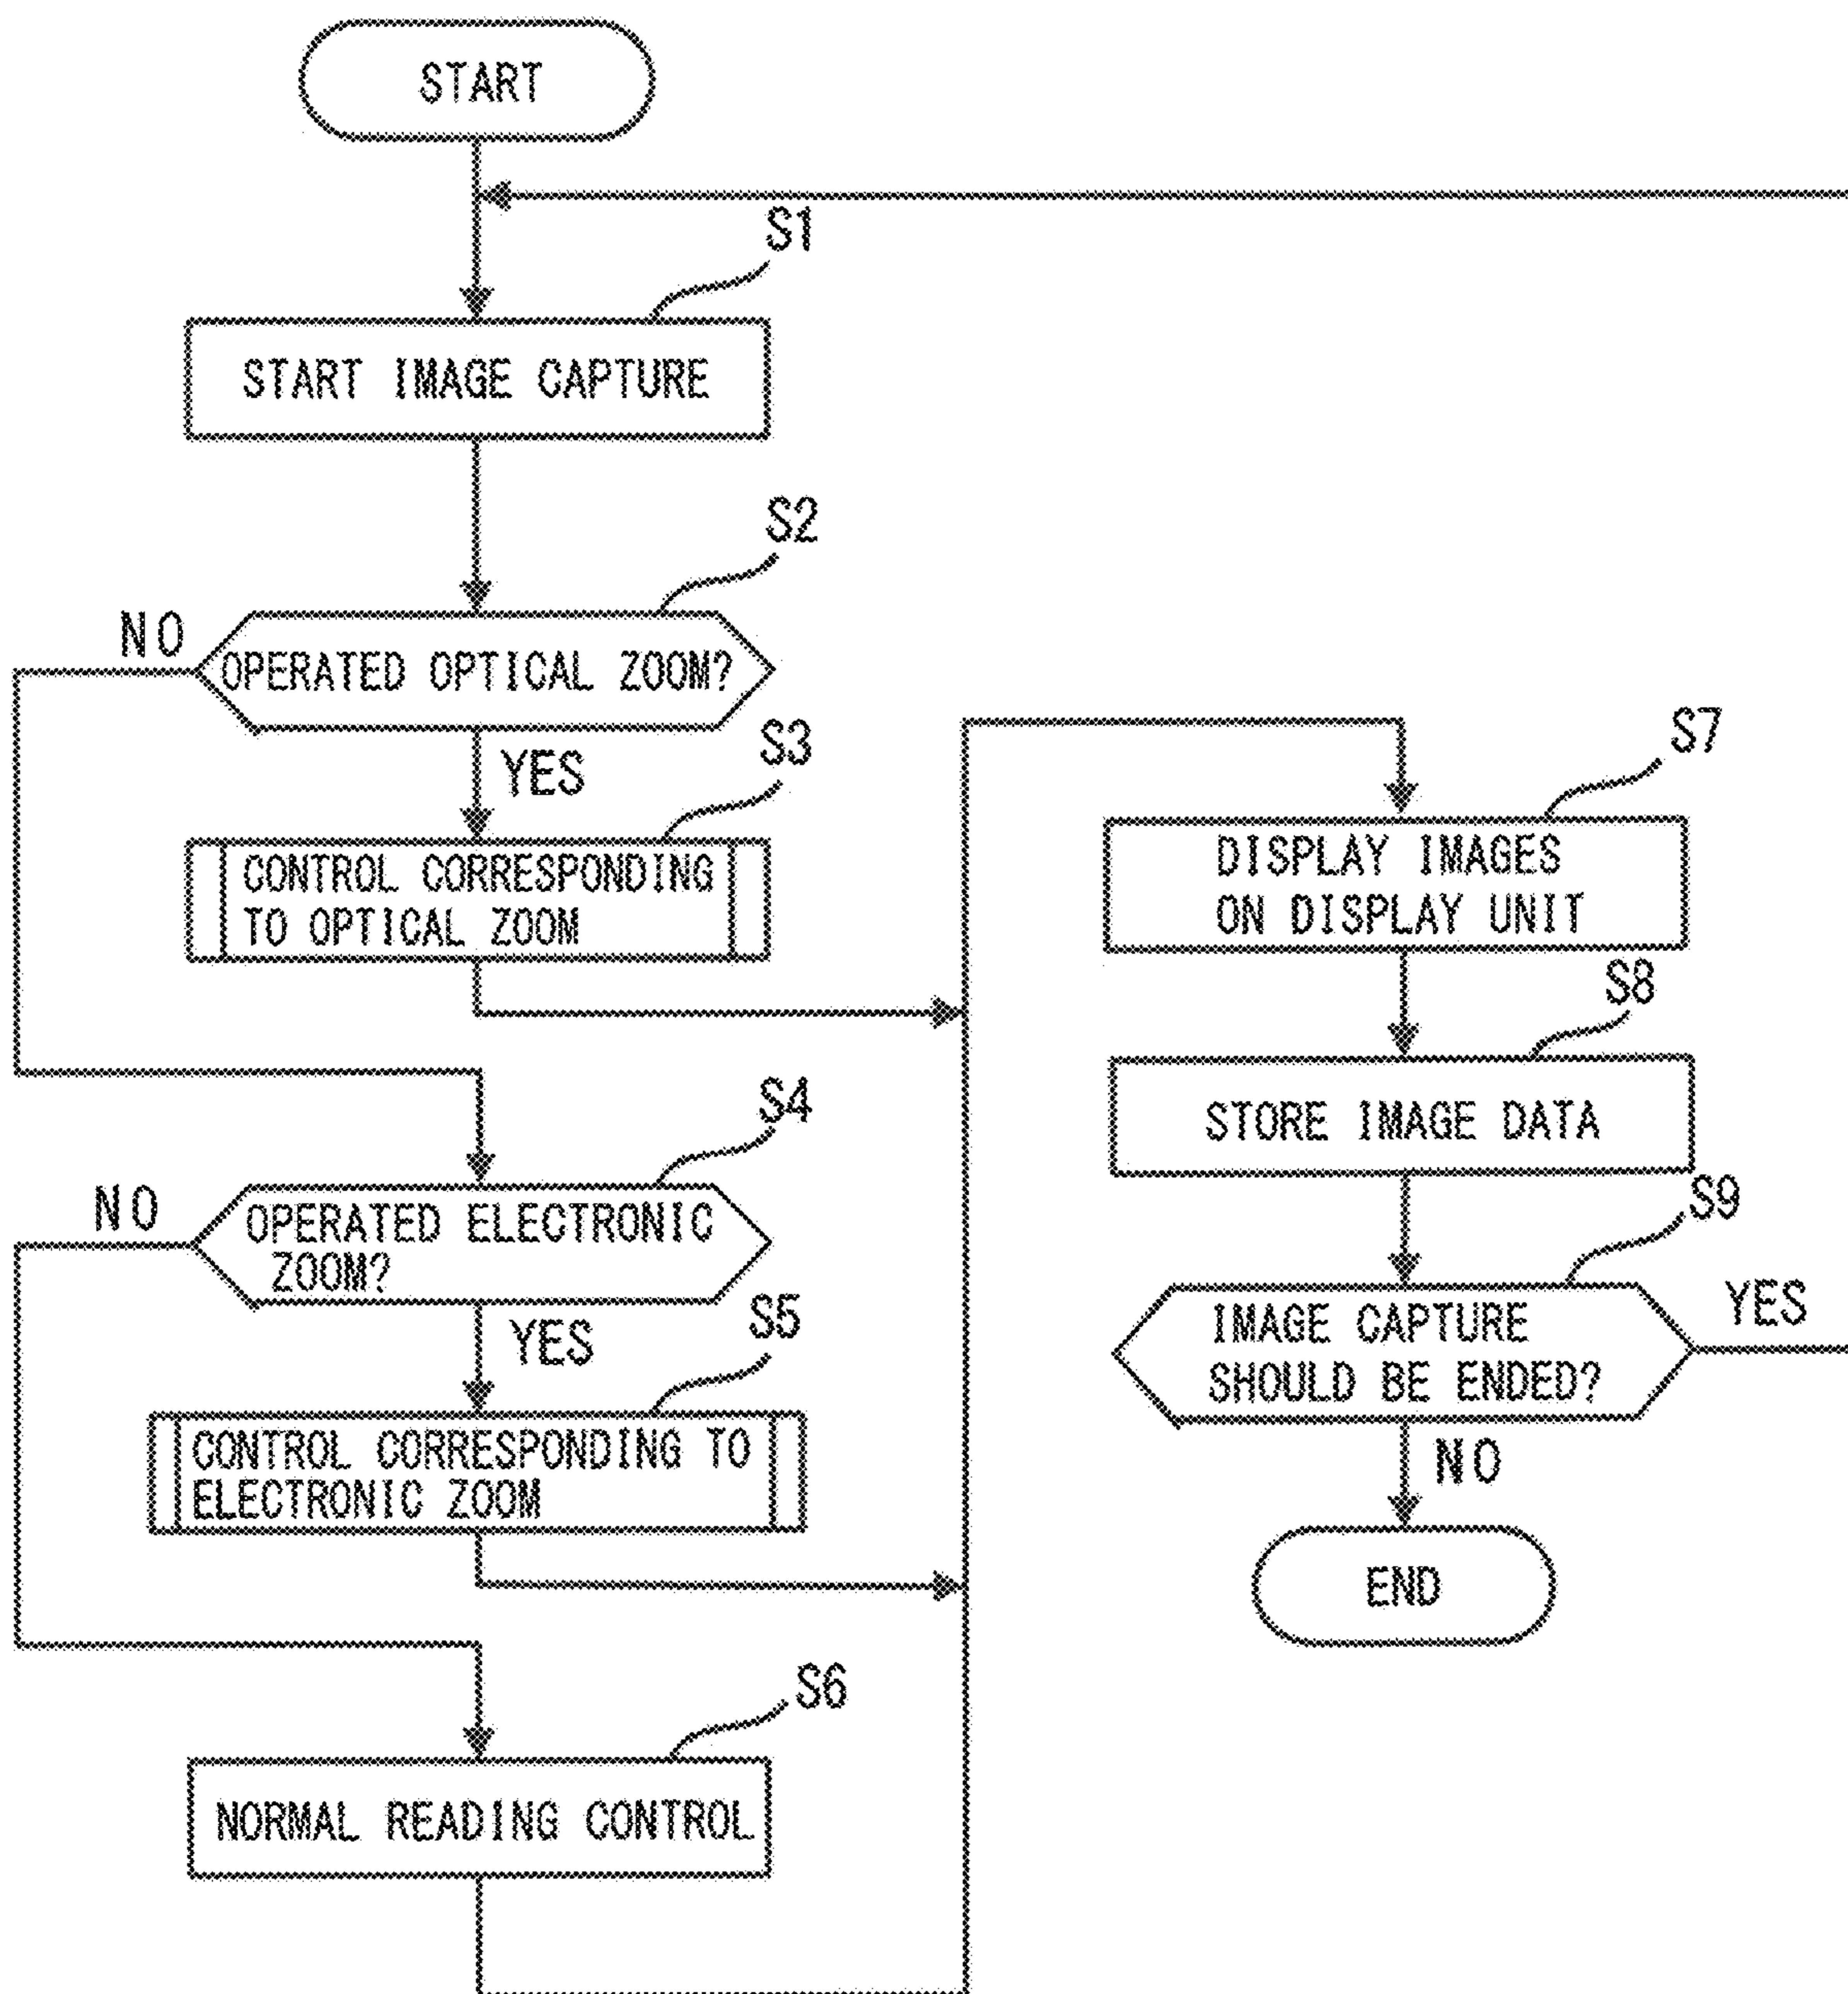 START
S1
START IMAGE CAPTURE
S2
NO
OPERATED OPTICAL ZOOM?
YES
S3
CONTROL CORRESPONDING
TO OPTICAL ZOOM
S4
NO
OPERATED ELECTRONIC
ZOOM?
YES
S5
CONTROL CORRESPONDING TO
ELECTRONIC ZOOM
S6
NORMAL READING CONTROL
S7
DISPLAY IMAGES
ON DISPLAY UNIT
S8
STORE IMAGE DATA
S9
IMAGE CAPTURE
SHOULD BE ENDED?
YES
NO
END